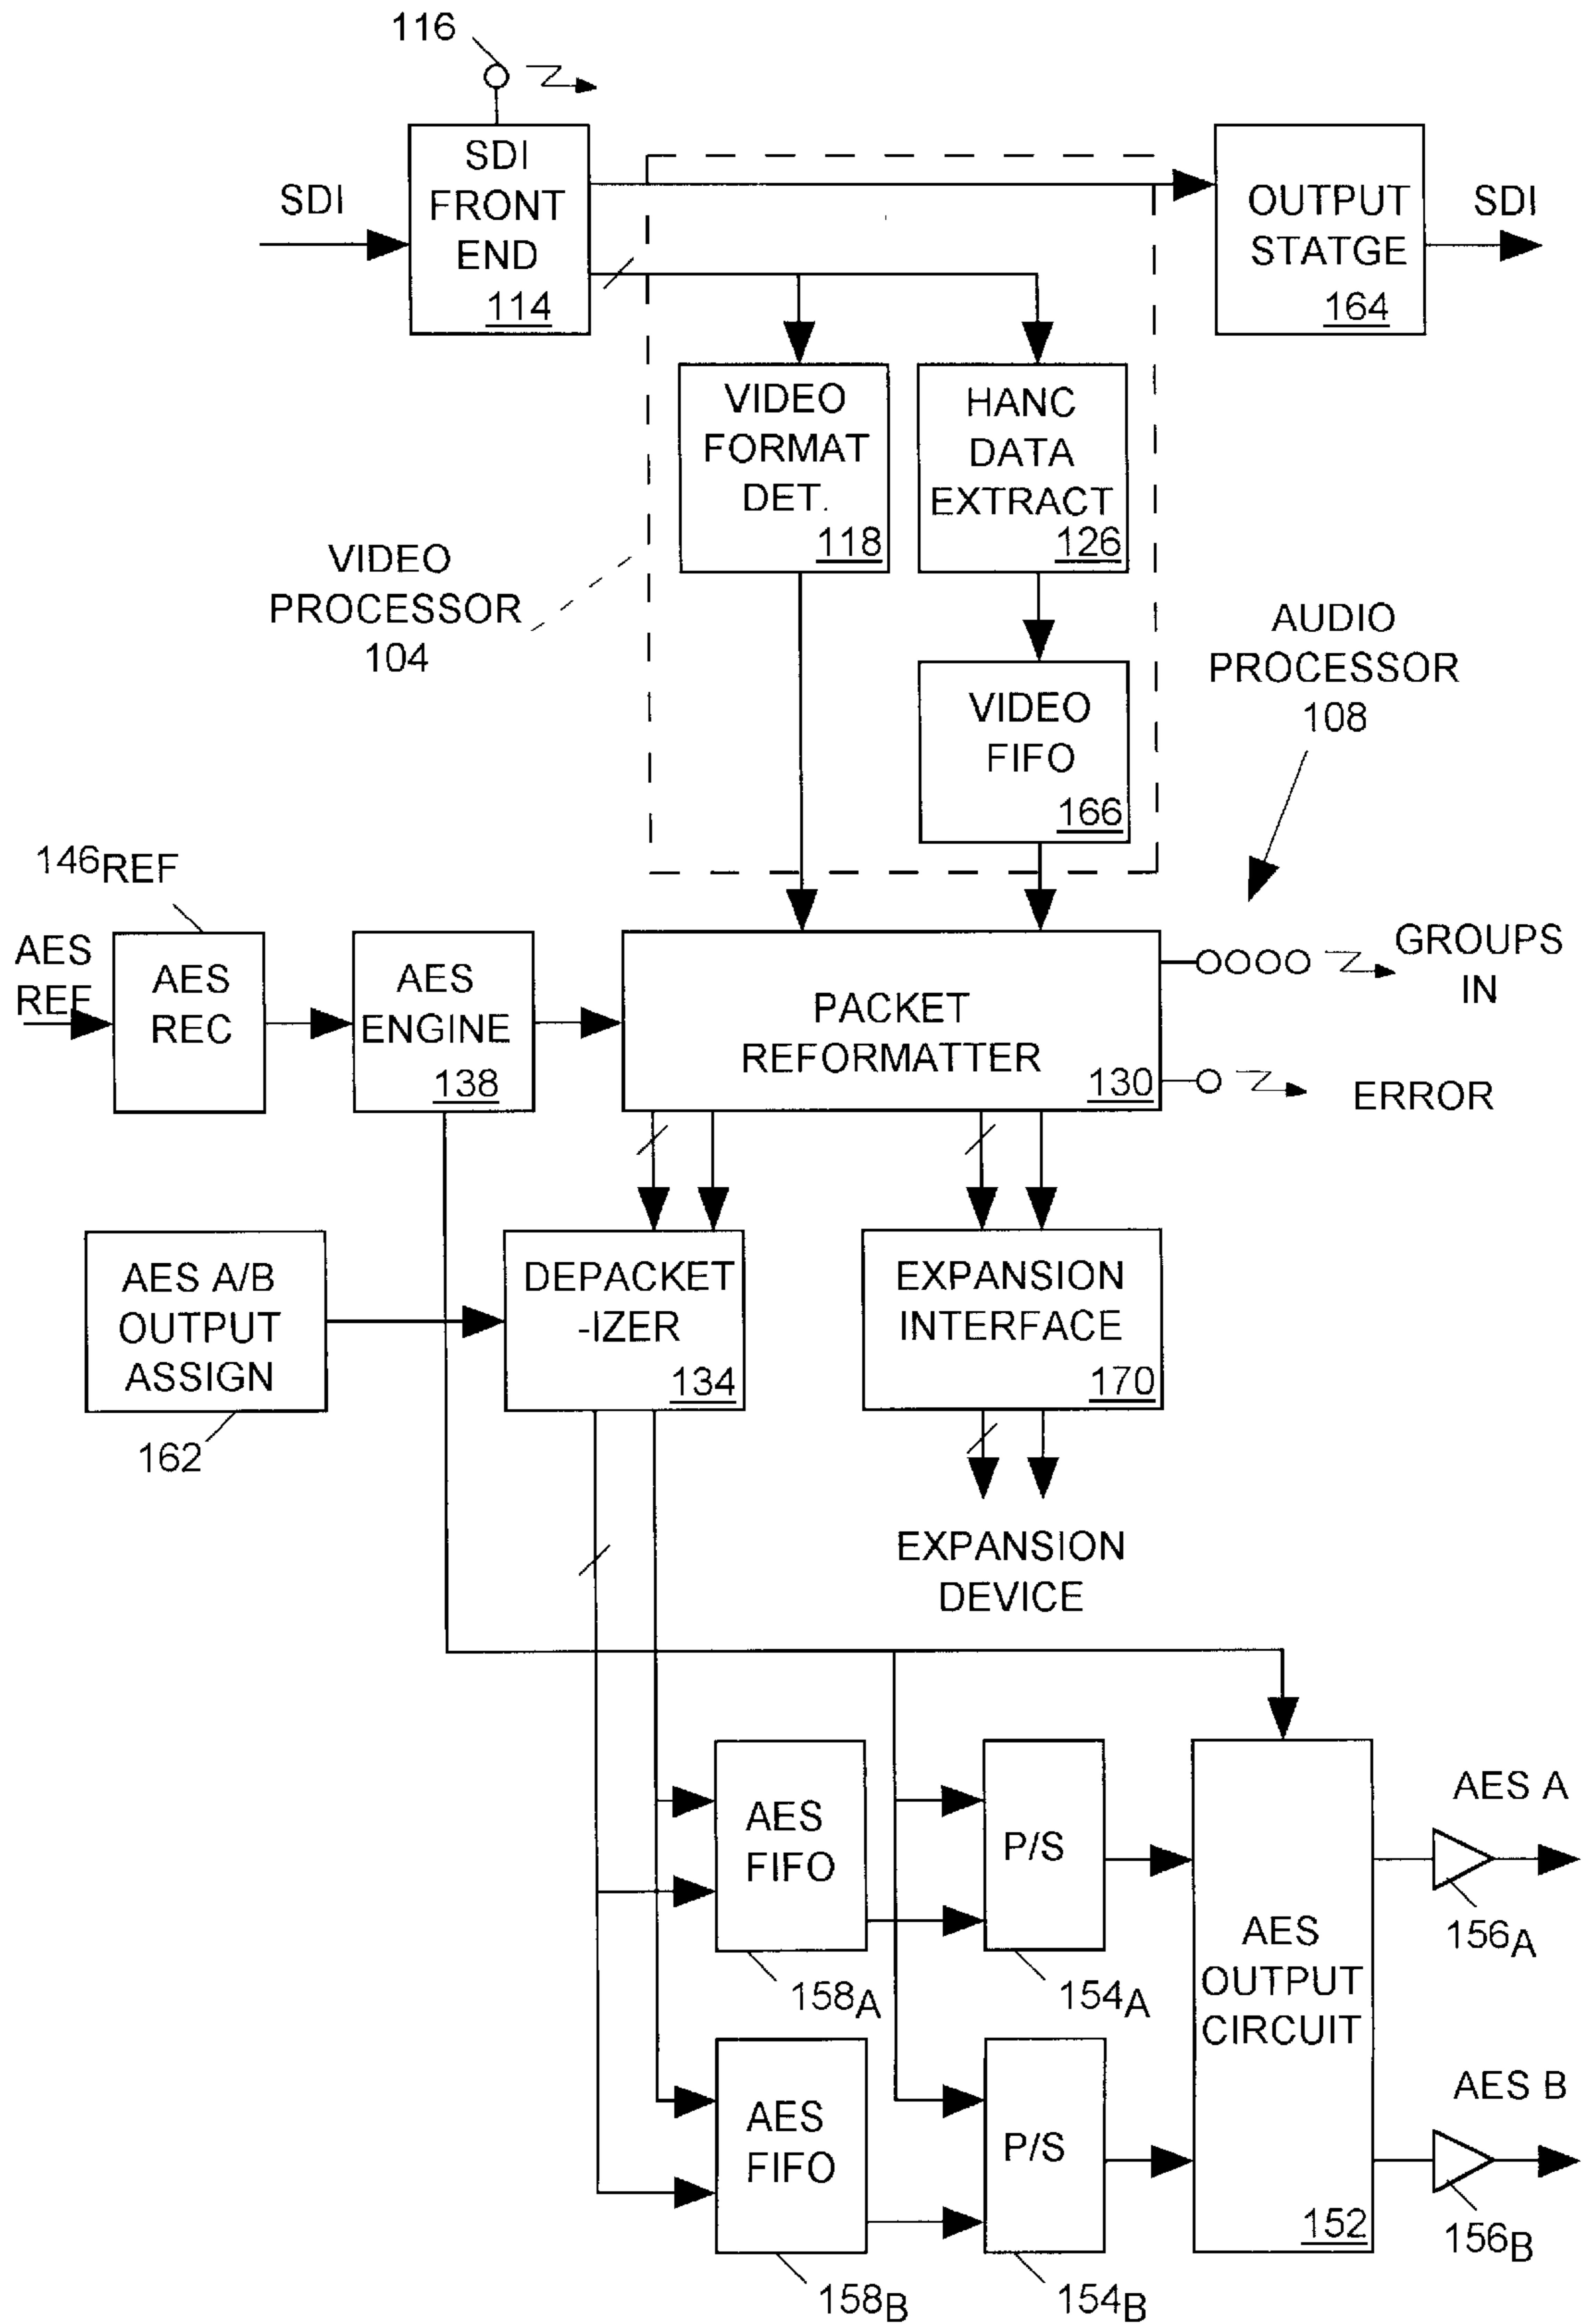 116
SDI
SDI
FRONT
END
114
OUTPUT
STATGE
164
SDI
VIDEO
FORMAT
DET.
118
HANC
DATA
EXTRACT
126
VIDEO
PROCESSOR
104
VIDEO
FIFO
166
AUDIO
PROCESSOR
108
146REF
AES
REF
AES
REC
AES
ENGINE
138
PACKET
REFORMATTER
130
GROUPS
IN
ERROR
AES A/B
OUTPUT
ASSIGN
162
DEPACKET
-IZER
134
EXPANSION
INTERFACE
170
EXPANSION
DEVICE
AES
FIFO
158A
P/S
154A
AES
OUTPUT
CIRCUIT
152
AES A
156A
AES
FIFO
158B
P/S
154B
AES B
156B